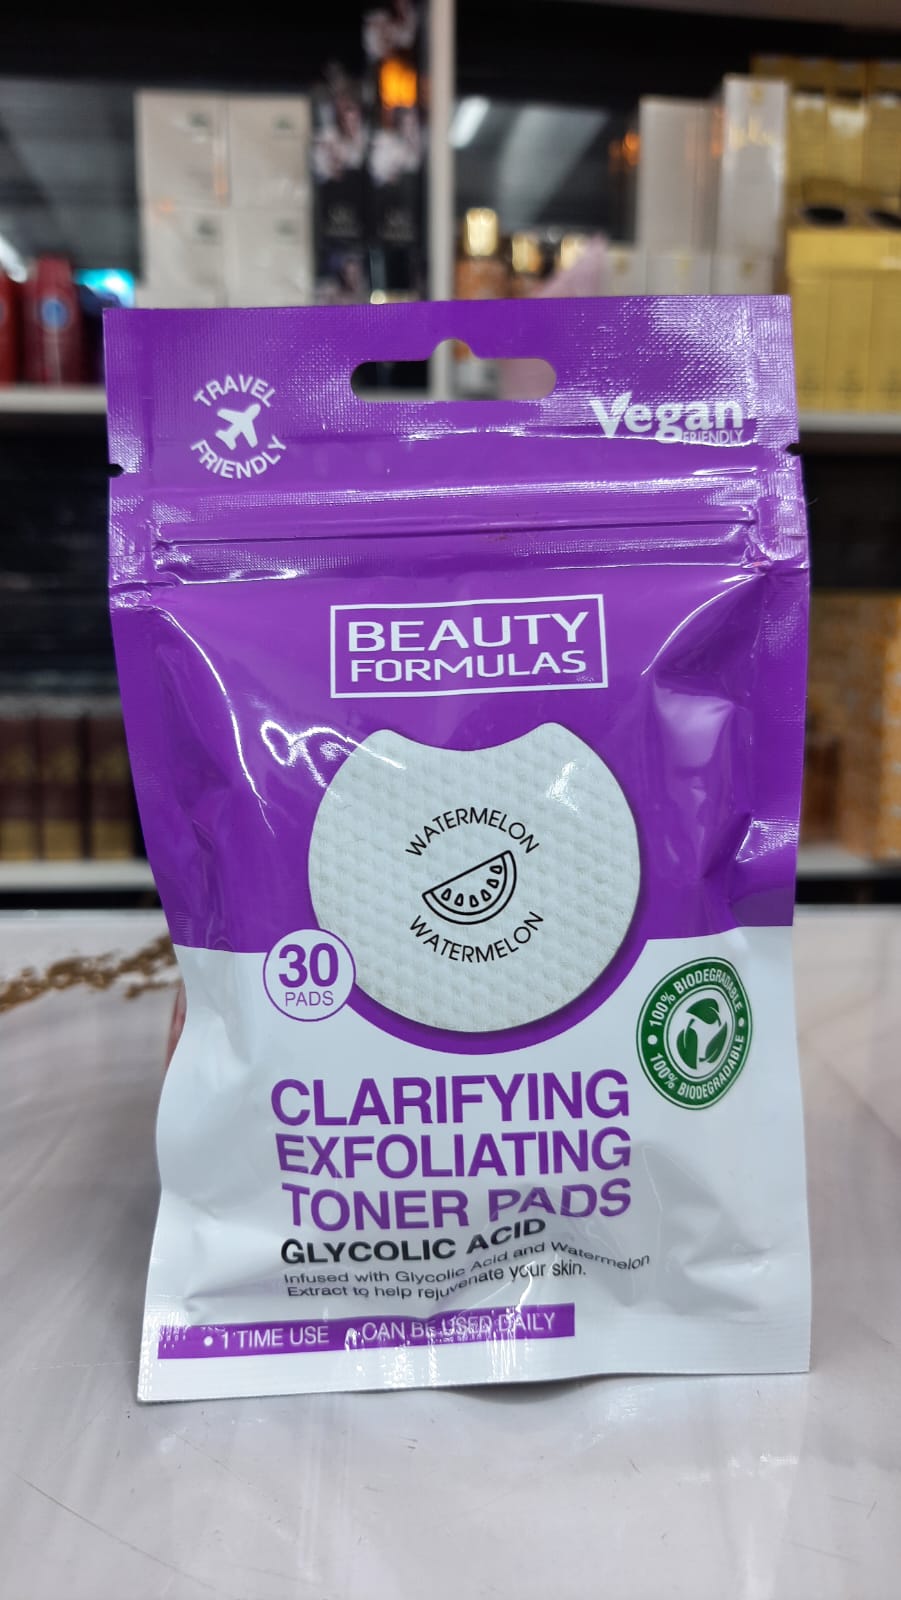 TRAVEL
FRIENDLY
Vegan
FRIENDLY
BEAUTY
FORMULAS
WATERMELON
WATERMELON
30
PADS
100% BIODEGRADABLE
100% BIODEGRADABLE
CLARIFYING
EXFOLIATING
TONER PADS
GLYCOLIC ACID
Infused with Glycolic Acid and Watermelon
Extract to help rejuvenate your skin.
• 1 TIME USE • CAN BE USED DAILY